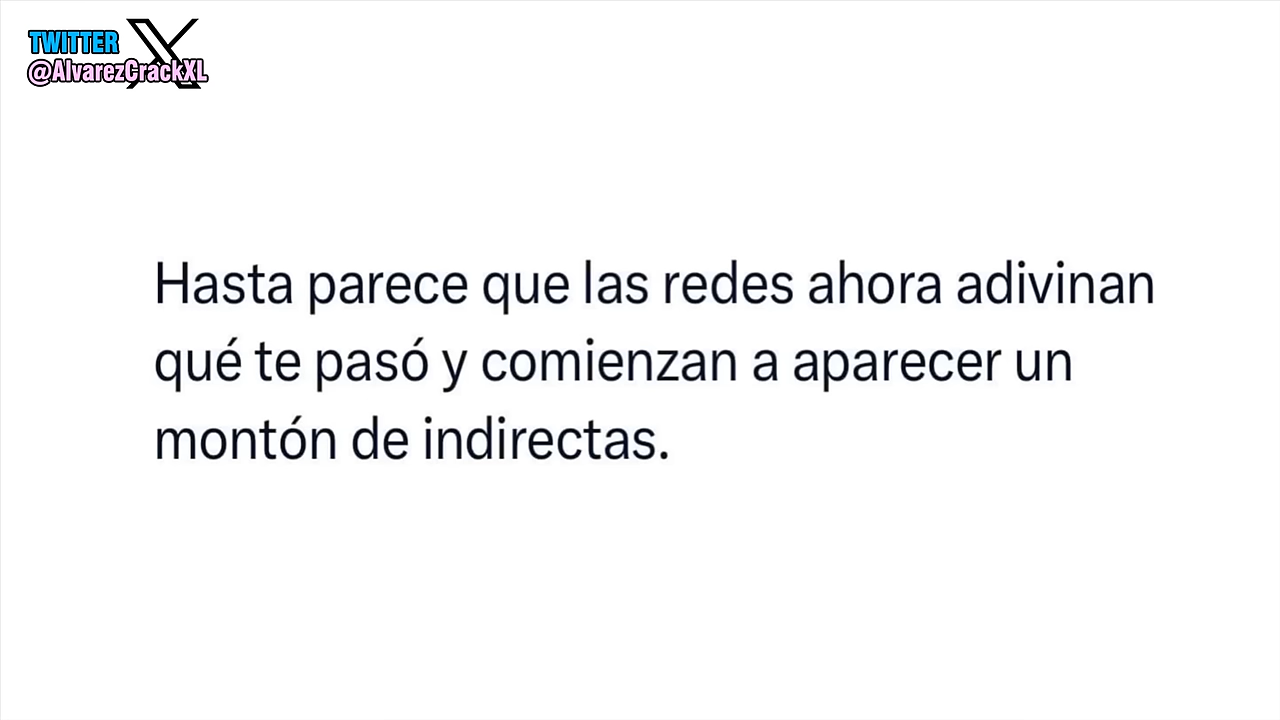 TWITTER
@AlvarezCrackXL
Hasta parece que las redes ahora adivinan
qué te pasó y comienzan a aparecer un
montón de indirectas.